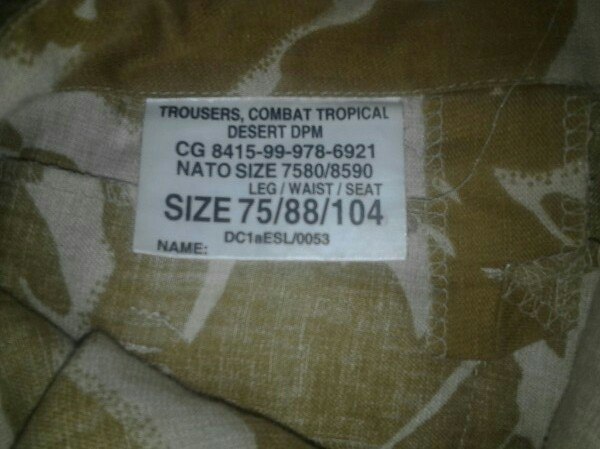 TROUSERS, COMBAT TROPICAL
DESERT DPM
CG 8415-99-978-6921
NATO SIZE 7580/8590
LEG / WAIST / SEAT
SIZE 75/88/104
DC1aESL/0053
NAME: